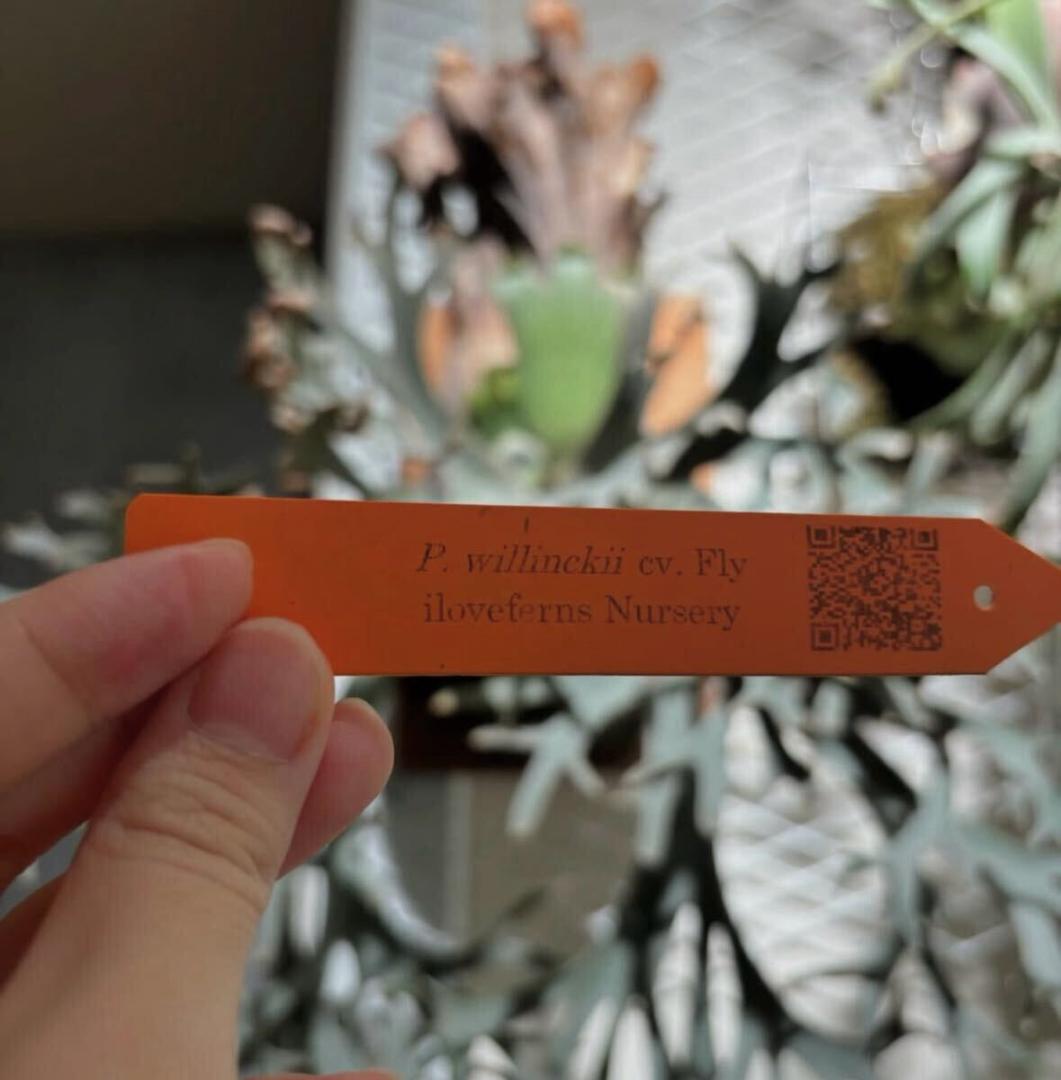 P. willinckii cv. Fly
iloveferns Nursery